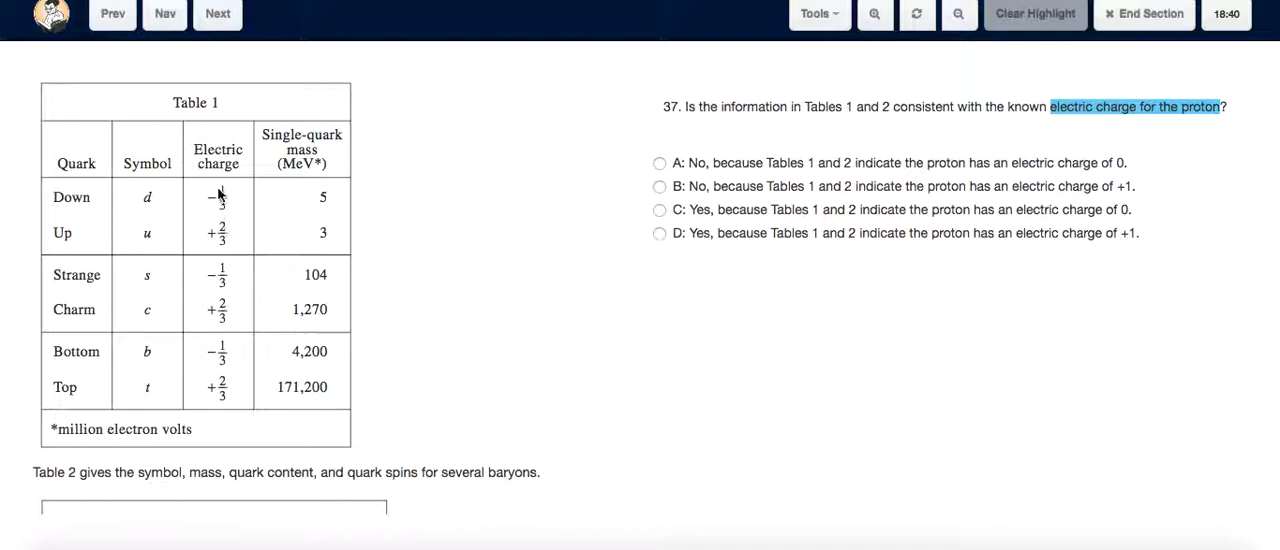 Prev Nav Next Tools Clear Highlight ✖ End Section 18:40
Table 1
Quark Symbol Electric charge Single-quark mass (MeV*)
Down d 5
Up u +2/3 3
Strange s −1/3 104
Charm c +2/3 1,270
Bottom b −1/3 4,200
Top t +2/3 171,200
*million electron volts
Table 2 gives the symbol, mass, quark content, and quark spins for several baryons.
37. Is the information in Tables 1 and 2 consistent with the known electric charge for the proton?
A: No, because Tables 1 and 2 indicate the proton has an electric charge of 0.
B: No, because Tables 1 and 2 indicate the proton has an electric charge of +1.
C: Yes, because Tables 1 and 2 indicate the proton has an electric charge of 0.
D: Yes, because Tables 1 and 2 indicate the proton has an electric charge of +1.